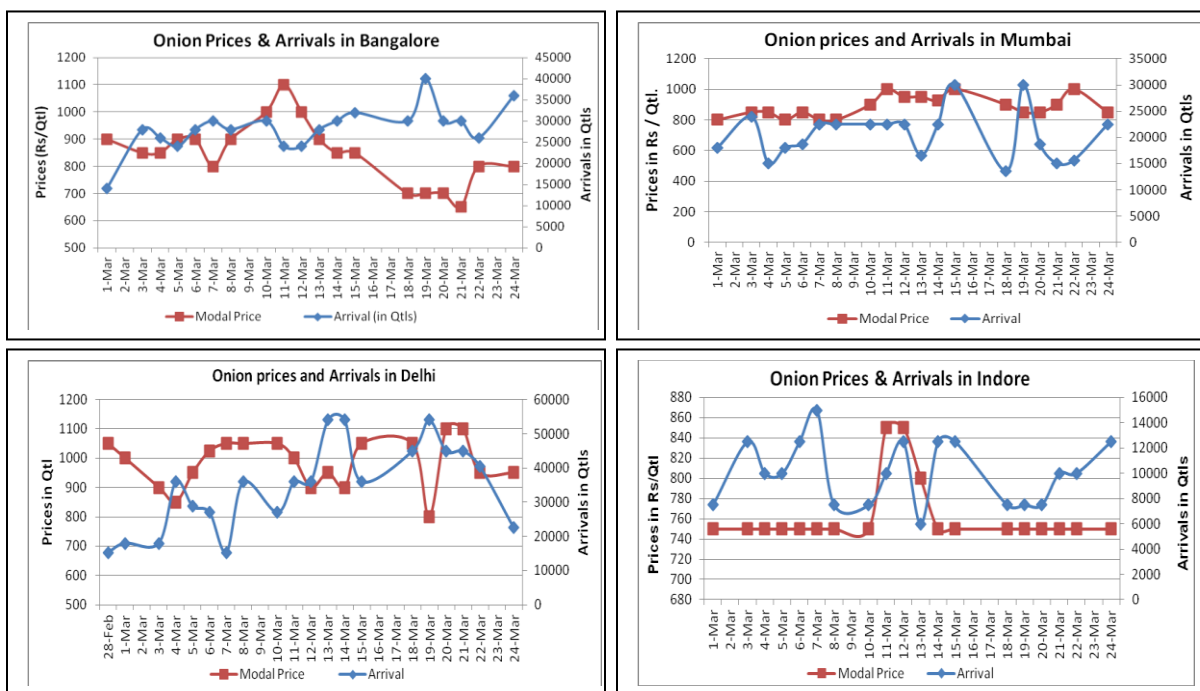 Onion Prices & Arrivals in Bangalore
1200
1100
1000
900
800
700
600
500
Prices (Rs/Qtl)
45000
40000
35000
30000
25000
20000
15000
10000
5000
0
Arrivals in Qtls
1-Mar
2-Mar
3-Mar
4-Mar
5-Mar
6-Mar
7-Mar
8-Mar
9-Mar
10-Mar
11-Mar
12-Mar
13-Mar
14-Mar
15-Mar
16-Mar
17-Mar
18-Mar
19-Mar
20-Mar
21-Mar
22-Mar
23-Mar
24-Mar
Modal Price
Arrival (in Qtls)
Onion prices and Arrivals in Mumbai
1200
1000
800
600
400
200
0
Prices in Rs / Qtl.
35000
30000
25000
20000
15000
10000
5000
0
Arrivals in Qtls
1-Mar
2-Mar
3-Mar
4-Mar
5-Mar
6-Mar
7-Mar
8-Mar
9-Mar
10-Mar
11-Mar
12-Mar
13-Mar
14-Mar
15-Mar
16-Mar
17-Mar
18-Mar
19-Mar
20-Mar
21-Mar
22-Mar
23-Mar
24-Mar
Modal Price
Arrival
Onion prices and Arrivals in Delhi
1200
1100
1000
900
800
700
600
500
Prices in Qtl
60000
50000
40000
30000
20000
10000
0
Arrivals in Qtls
28-Feb
1-Mar
2-Mar
3-Mar
4-Mar
5-Mar
6-Mar
7-Mar
8-Mar
9-Mar
10-Mar
11-Mar
12-Mar
13-Mar
14-Mar
15-Mar
16-Mar
17-Mar
18-Mar
19-Mar
20-Mar
21-Mar
22-Mar
23-Mar
24-Mar
Modal Price
Arrival
Onion Prices & Arrivals in Indore
880
860
840
820
800
780
760
740
720
700
680
Prices in Rs/Qtl
16000
14000
12000
10000
8000
6000
4000
2000
0
Arrivals in Qtls
1-Mar
2-Mar
3-Mar
4-Mar
5-Mar
6-Mar
7-Mar
8-Mar
9-Mar
10-Mar
11-Mar
12-Mar
13-Mar
14-Mar
15-Mar
16-Mar
17-Mar
18-Mar
19-Mar
20-Mar
21-Mar
22-Mar
23-Mar
24-Mar
Modal Price
Arrival